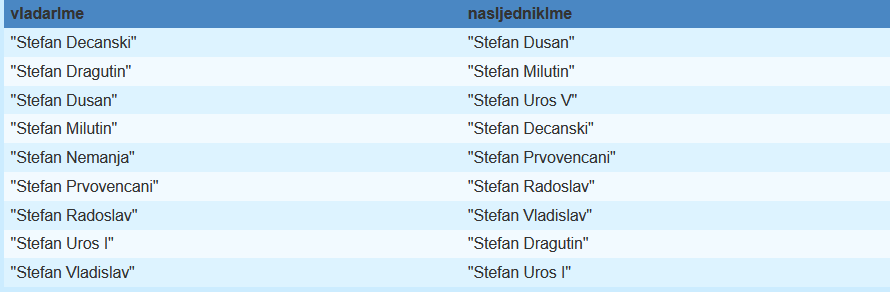 vladarIme nasljednikIme
"Stefan Decanski" "Stefan Dusan"
"Stefan Dragutin" "Stefan Milutin"
"Stefan Dusan" "Stefan Uros V"
"Stefan Milutin" "Stefan Decanski"
"Stefan Nemanja" "Stefan Prvovencani"
"Stefan Prvovencani" "Stefan Radoslav"
"Stefan Radoslav" "Stefan Vladislav"
"Stefan Uros I" "Stefan Dragutin"
"Stefan Vladislav" "Stefan Uros I"